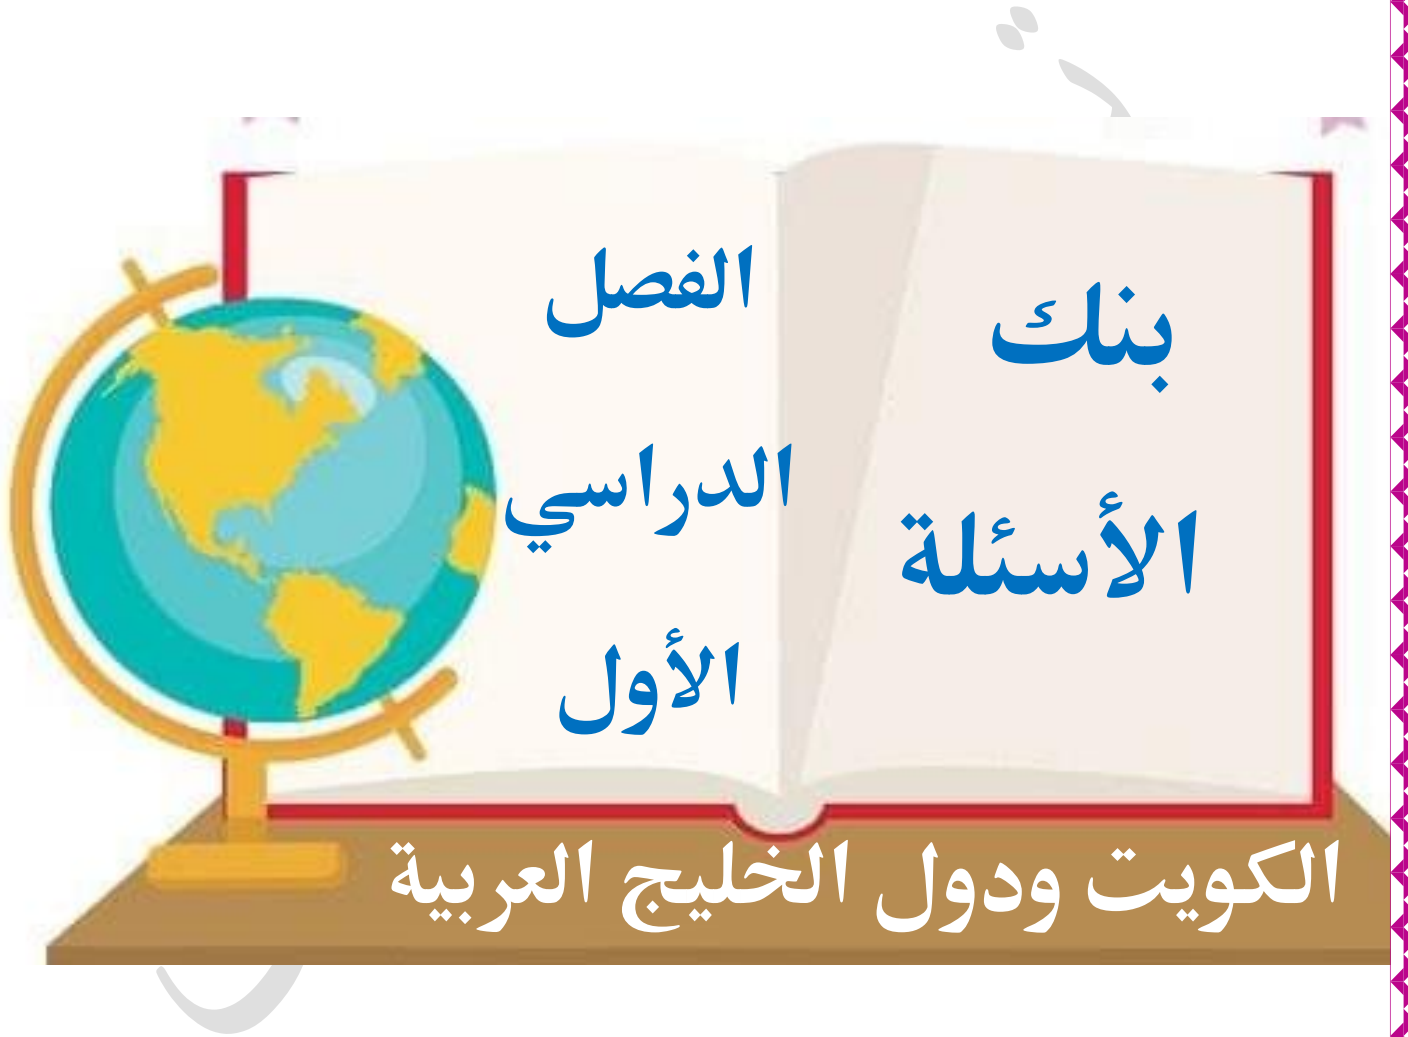 بنك
الأسئلة
الفصل
الدراسي
الأول
الكويت ودول الخليج العربية